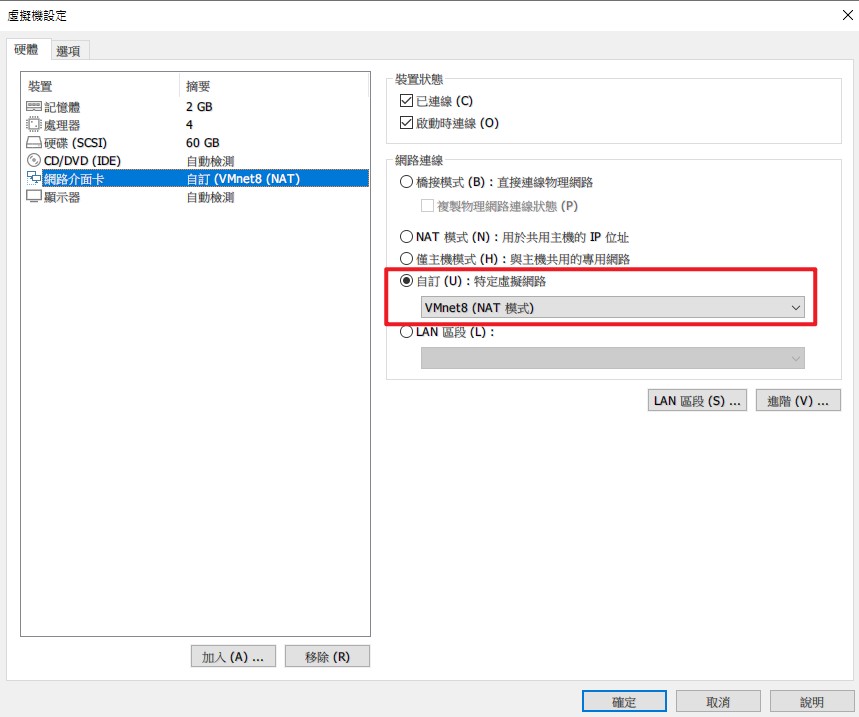 虛擬機設定
硬體
選項
裝置 摘要
記憶體 2 GB
處理器 4
硬碟 (SCSI) 60 GB
CD/DVD (IDE) 自動檢測
網路介面卡 自訂 (VMnet8 (NAT)
顯示器 自動檢測
加入 (A) ...
移除 (R)
裝置狀態
已連線 (C)
啟動時連線 (O)
網路連線
橋接模式 (B)：直接連線物理網路
複製物理網路連線狀態 (P)
NAT 模式 (N)：用於共用主機的 IP 位址
僅主機模式 (H)：與主機共用的專用網路
自訂 (U)：特定虛擬網路
VMnet8 (NAT 模式)
LAN 區段 (L)：
LAN 區段 (S) ...
進階 (V) ...
確定
取消
說明